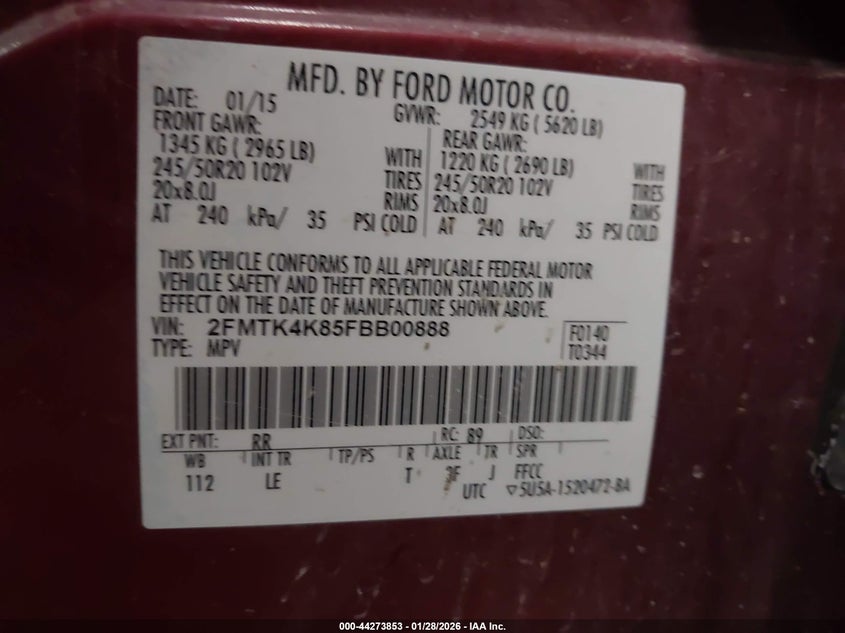 MFD. BY FORD MOTOR CO.
DATE: 01/15 GVWR: 2549 KG ( 5620 LB)
FRONT GAWR: REAR GAWR:
1345 KG ( 2965 LB) WITH 1220 KG ( 2690 LB) WITH
245/50R20 102V TIRES 245/50R20 102V TIRES
20x8.0J RIMS 20x8.0J RIMS
AT 240 kPa/ 35 PSI COLD AT 240 kPa/ 35 PSI COLD
THIS VEHICLE CONFORMS TO ALL APPLICABLE FEDERAL MOTOR
VEHICLE SAFETY AND THEFT PREVENTION STANDARDS IN
EFFECT ON THE DATE OF MANUFACTURE SHOWN ABOVE.
VIN: 2FMTK4K85FBB00888 F0140
TYPE: MPV T0344
EXT PNT: RR RC: 89 DSO:
WB INT TR TP/PS R AXLE TR SPR
112 LE T 3F J FFCC
UTC ▽5U5A-1520472-BA
000-44273853 - 01/28/2026 - IAA Inc.